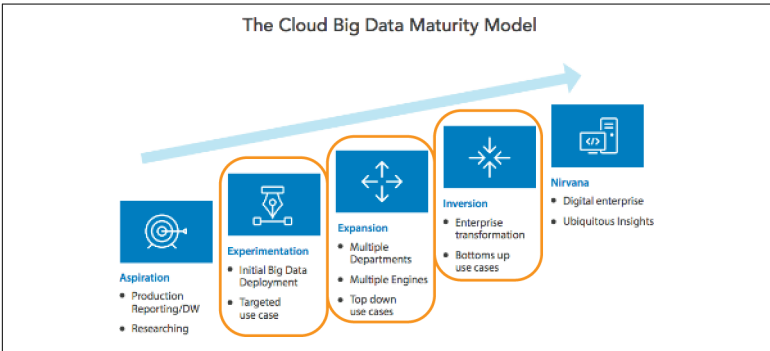 The Cloud Big Data Maturity Model
Aspiration
• Production
Reporting/DW
• Researching
Experimentation
• Initial Big Data
Deployment
• Targeted
use case
Expansion
• Multiple
Departments
• Multiple Engines
• Top down
use cases
Inversion
• Enterprise
transformation
• Bottoms up
use cases
</>
Nirvana
• Digital enterprise
• Ubiquitous Insights